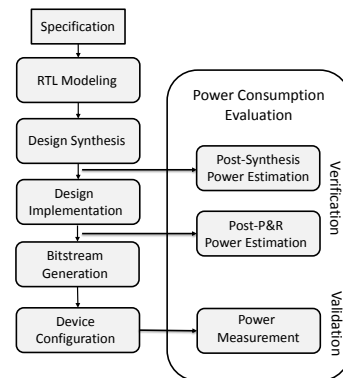 Specification
RTL Modeling
Power Consumption
Evaluation
Design Synthesis
Post-Synthesis
Power Estimation
Verification
Design
Implementation
Post-P&R
Power Estimation
Bitstream
Generation
Device
Configuration
Power
Measurement
Validation